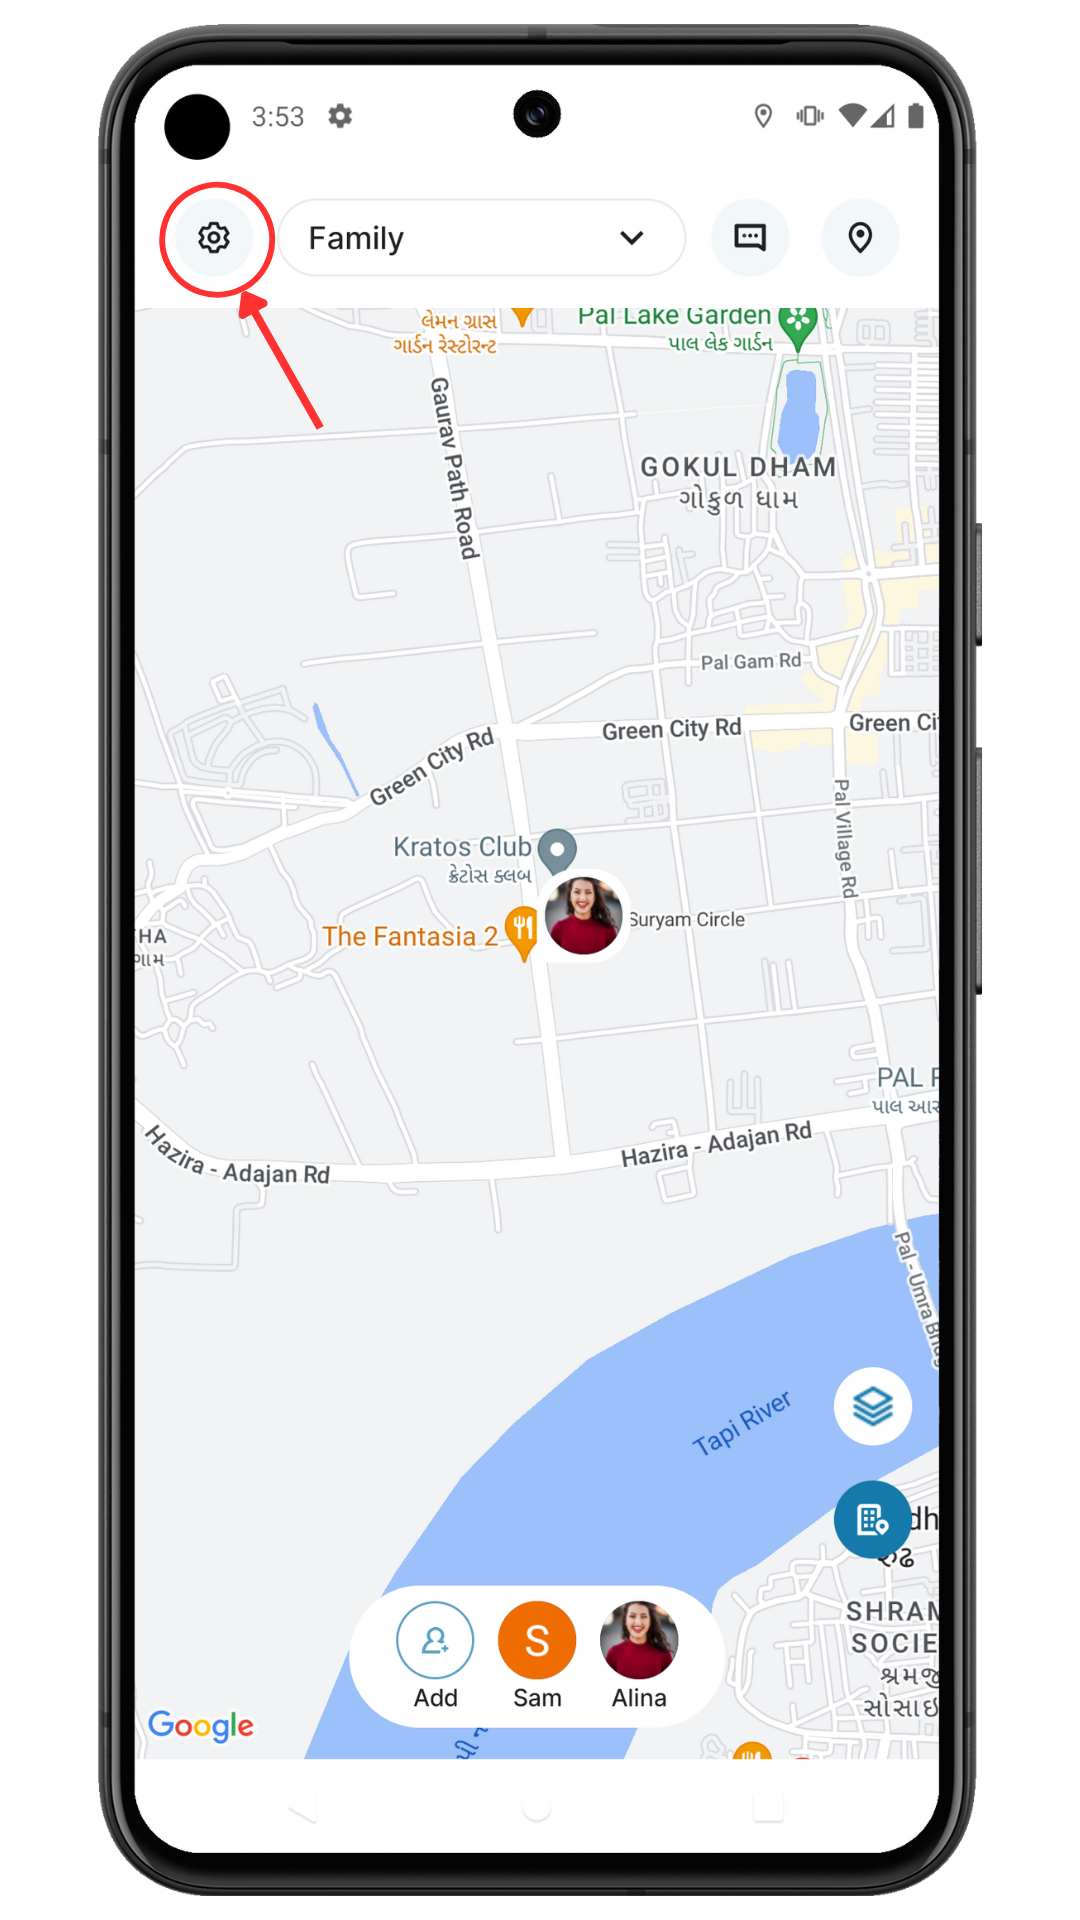 3:53
Family
લેમન ગ્રાસ
ગાર્ડન રેસ્ટોરન્ટ
Pal Lake Garden
પાલ લેક ગાર્ડન
Gaurav Path Road
GOKUL DHAM
ગોકુળ ધામ
Pal Gam Rd
Green City Rd
Green Ci
Green City Rd
Pal Village Rd
Kratos Club
ક્રેટોસ ક્લબ
The Fantasia 2
Suryam Circle
HA
ગામ
PAL
પાલ આર
Hazira - Adajan Rd
Hazira - Adajan Rd
Pal - Umra Bridg
Tapi River
dh
રુઢ
SHRAM
SOCIE
શ્રમજી
સોસાઇ
S
Add
Sam
Alina
Google